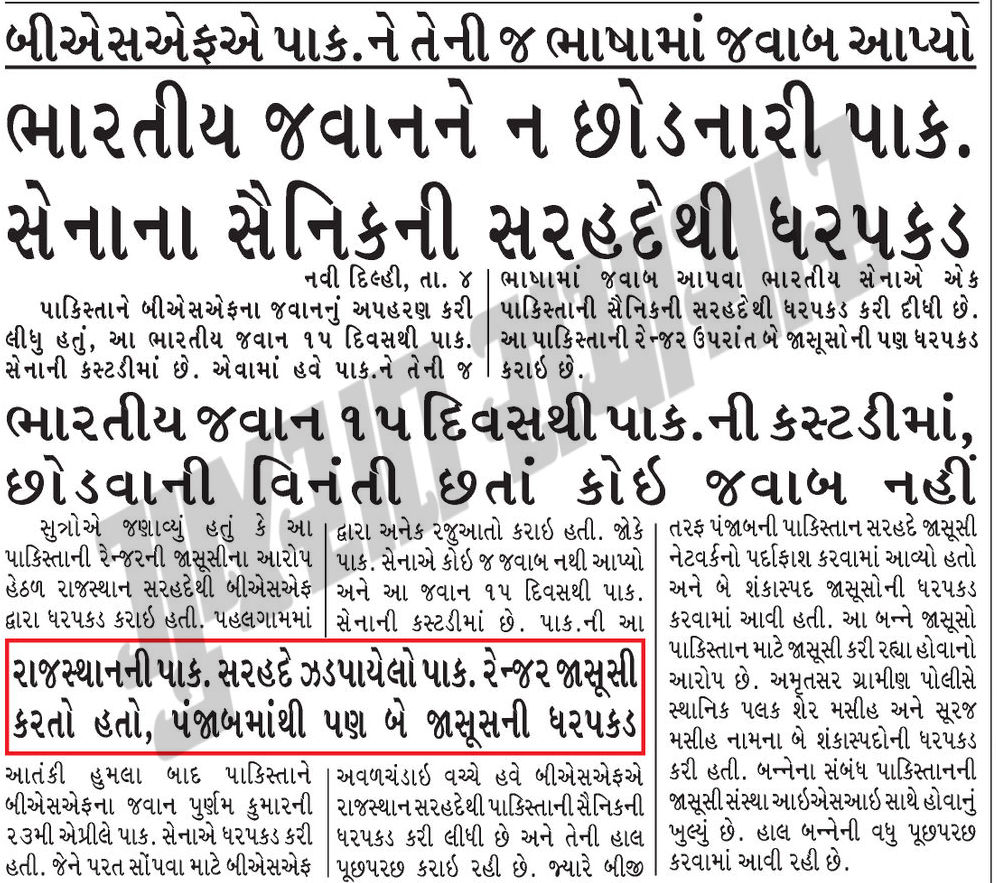 બીએસએફએ પાક.ને તેની જ ભાષામાં જવાબ આપ્યો
ભારતીય જવાનને ન છોડનારી પાક.
સેનાના સૈનિકની સરહદેથી ધરપકડ
નવી દિલ્હી, તા. ૪
પાકિસ્તાને બીએસએફના જવાનનું અપહરણ કરી
લીધુ હતું, આ ભારતીય જવાન ૧૫ દિવસથી પાક.
સેનાની કસ્ટડીમાં છે. એવામાં હવે પાક.ને તેની જ
ભાષામાં જવાબ આપવા ભારતીય સેનાએ એક
પાકિસ્તાની સૈનિકની સરહદેથી ધરપકડ કરી દીધી છે.
આ પાકિસ્તાની રેન્જર ઉપરાંત બે જાસૂસોની પણ ધરપકડ
કરાઇ છે.
ભારતીય જવાન ૧૫ દિવસથી પાક.ની કસ્ટડીમાં,
છોડવાની વિનંતી છતાં કોઇ જવાબ નહીં
સુત્રોએ જણાવ્યું હતું કે આ
પાકિસ્તાની રેન્જરની જાસૂસીના આરોપ
હેઠળ રાજસ્થાન સરહદેથી બીએસએફ
દ્વારા ધરપકડ કરાઇ હતી. પહલગામમાં
રાજસ્થાનની પાક. સરહદે ઝડપાયેલો પાક. રેન્જર જાસૂસી
કરતો હતો, પંજાબમાંથી પણ બે જાસૂસની ધરપકડ
આતંકી હુમલા બાદ પાકિસ્તાને
બીએસએફના જવાન પુર્ણમ કુમારની
૨૩મી એપ્રીલે પાક. સેનાએ ધરપકડ કરી
હતી. જેને પરત સોંપવા માટે બીએસએફ
દ્વારા અનેક રજુઆતો કરાઇ હતી. જોકે
પાક. સેનાએ કોઇ જ જવાબ નથી આપ્યો
અને આ જવાન ૧૫ દિવસથી પાક.
સેનાની કસ્ટડીમાં છે. પાક.ની આ
અવળચંડાઇ વચ્ચે હવે બીએસએફએ
રાજસ્થાન સરહદેથી પાકિસ્તાની સૈનિકની
ધરપકડ કરી લીધી છે અને તેની હાલ
પૂછપરછ કરાઇ રહી છે. જ્યારે બીજી
તરફ પંજાબની પાકિસ્તાન સરહદે જાસૂસી
નેટવર્કનો પર્દાફાશ કરવામાં આવ્યો હતો
અને બે શંકાસ્પદ જાસૂસોની ધરપકડ
કરવામાં આવી હતી. આ બન્ને જાસૂસો
પાકિસ્તાન માટે જાસૂસી કરી રહ્યા હોવાનો
આરોપ છે. અમૃતસર ગ્રામીણ પોલીસે
સ્થાનિક પલક શેર મસીહ અને સૂરજ
મસીહ નામના બે શંકાસ્પદોની ધરપકડ
કરી હતી. બન્નેના સંબંધ પાકિસ્તાનની
જાસૂસી સંસ્થા આઇએસઆઇ સાથે હોવાનું
ખુલ્યું છે. હાલ બન્નેની વધુ પૂછપરછ
કરવામાં આવી રહી છે.
ગુજરાત સમાચાર